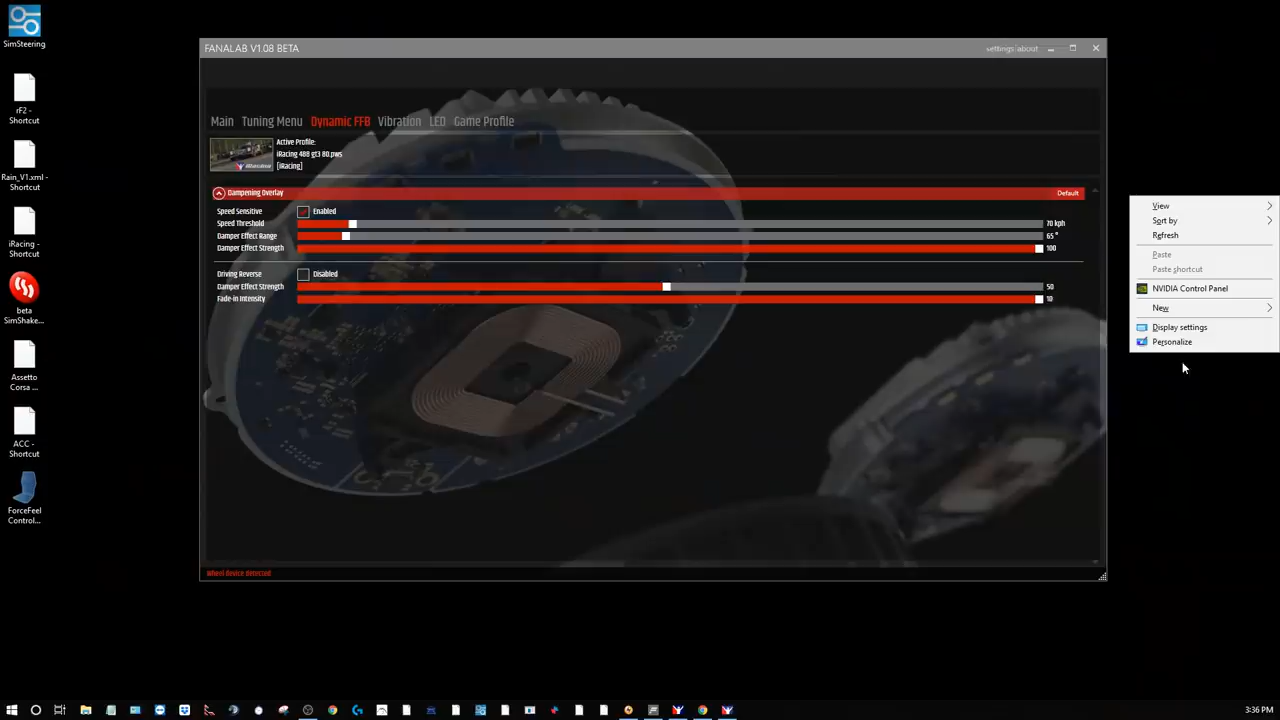 SimSteering
rF2 -
Shortcut
Rain_V1.xml -
Shortcut
iRacing -
Shortcut
beta
SimShake...
Assetto
Corsa ...
ACC -
Shortcut
ForceFeel
Control...
FANALAB V1.08 BETA
settings|about
Main Tuning Menu Dynamic FFB Vibration LED Game Profile
Active Profile:
iRacing 488 gt3 80.pws
[iRacing]
Dampening Overlay Default
Speed Sensitive Enabled
Speed Threshold 70 kph
Damper Effect Range 65 °
Damper Effect Strength 100
Driving Reverse Disabled
Damper Effect Strength 50
Fade-in Intensity 10
Wheel device detected
View
Sort by
Refresh
Paste
Paste shortcut
NVIDIA Control Panel
New
Display settings
Personalize
3:36 PM